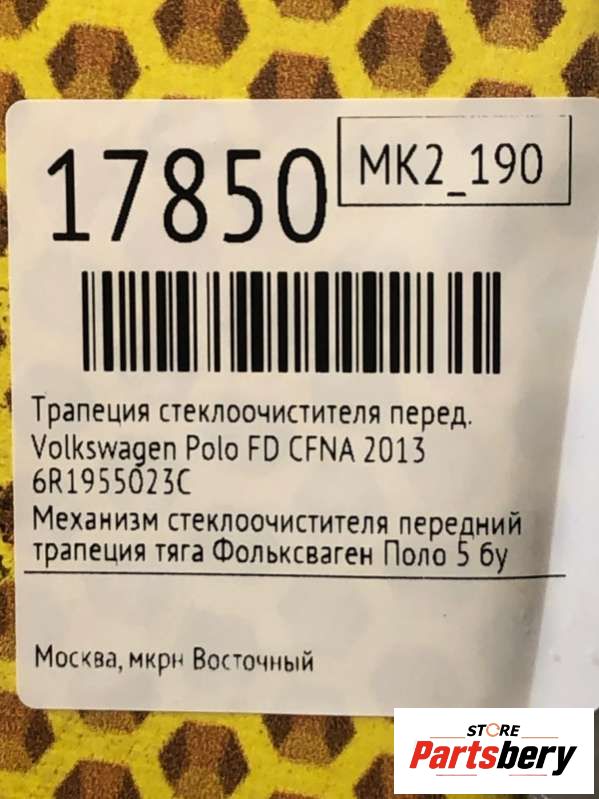 17850
MK2_190
Трапеция стеклоочистителя перед.
Volkswagen Polo FD CFNA 2013
6R1955023C
Механизм стеклоочистителя передний
трапеция тяга Фольксваген Поло 5 бу
Москва, мкрн Восточный
STORE
Partsbery